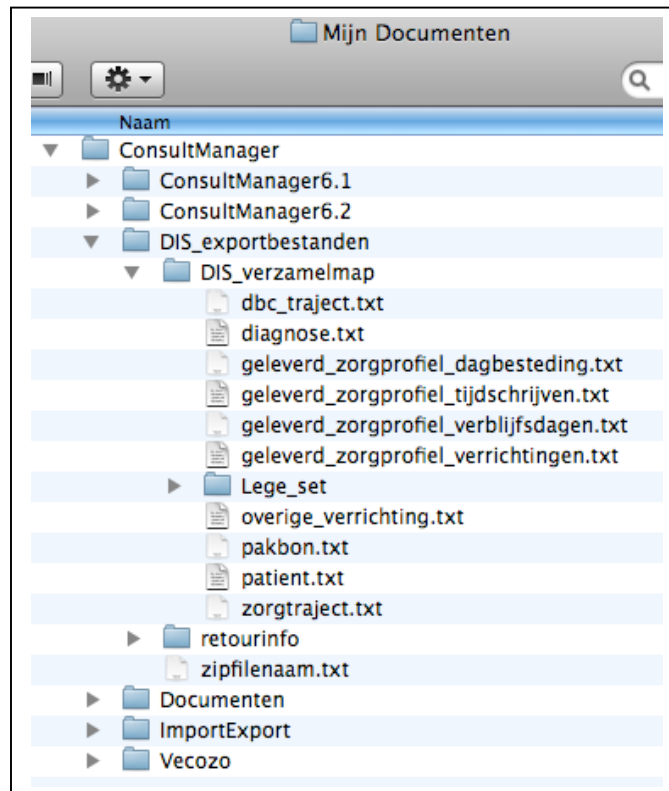 Mijn Documenten
Naam
ConsultManager
ConsultManager6.1
ConsultManager6.2
DIS_exportbestanden
DIS_verzamelmap
dbc_traject.txt
diagnose.txt
geleverd_zorgprofiel_dagbesteding.txt
geleverd_zorgprofiel_tijdschrijven.txt
geleverd_zorgprofiel_verblijfsdagen.txt
geleverd_zorgprofiel_verrichtingen.txt
Lege_set
overige_verrichting.txt
pakbon.txt
patient.txt
zorgtraject.txt
retourinfo
zipfilenaam.txt
Documenten
ImportExport
Vecozo